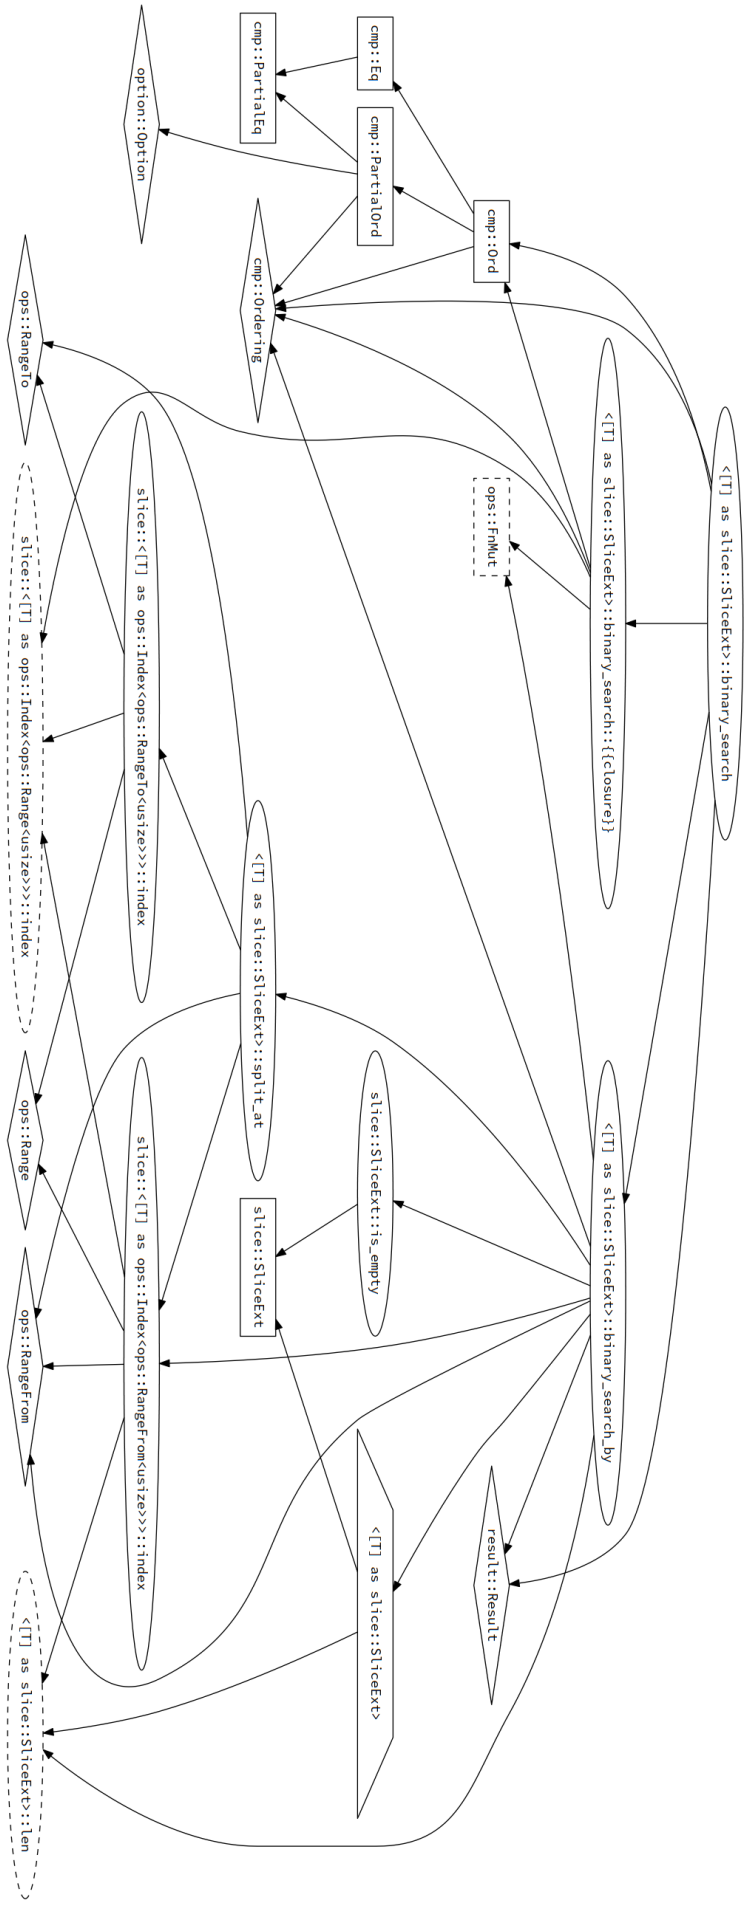 <[T] as slice::SliceExt>::binary_search
<[T] as slice::SliceExt>::binary_search::{{closure}}
<[T] as slice::SliceExt>::binary_search_by
cmp::Ord
ops::FnMut
result::Result
cmp::Eq
cmp::PartialOrd
slice::SliceExt::is_empty
<[T] as slice::SliceExt>
cmp::PartialEq
cmp::Ordering
<[T] as slice::SliceExt>::split_at
slice::SliceExt
option::Option
slice::<[T] as ops::Index<ops::RangeTo<usize>>>::index
slice::<[T] as ops::Index<ops::RangeFrom<usize>>>::index
ops::RangeTo
slice::<[T] as ops::Index<ops::Range<usize>>>::index
ops::Range
ops::RangeFrom
<[T] as slice::SliceExt>::len